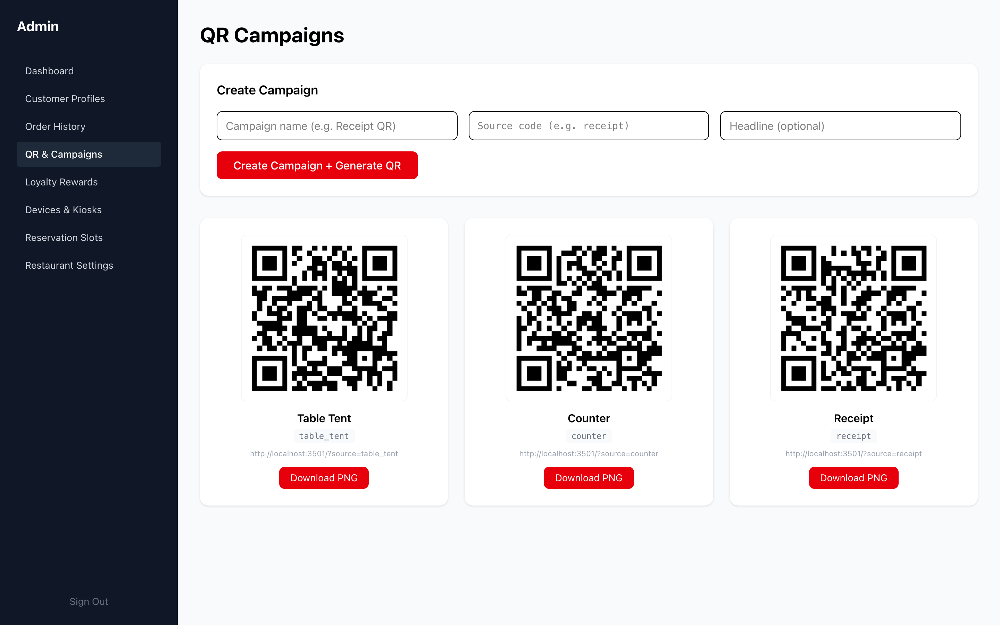 Admin
Dashboard
Customer Profiles
Order History
QR & Campaigns
Loyalty Rewards
Devices & Kiosks
Reservation Slots
Restaurant Settings
Sign Out
QR Campaigns
Create Campaign
Campaign name (e.g. Receipt QR)
Source code (e.g. receipt)
Headline (optional)
Create Campaign + Generate QR
Table Tent
table_tent
http://localhost:3501/?source=table_tent
Download PNG
Counter
counter
http://localhost:3501/?source=counter
Download PNG
Receipt
receipt
http://localhost:3501/?source=receipt
Download PNG